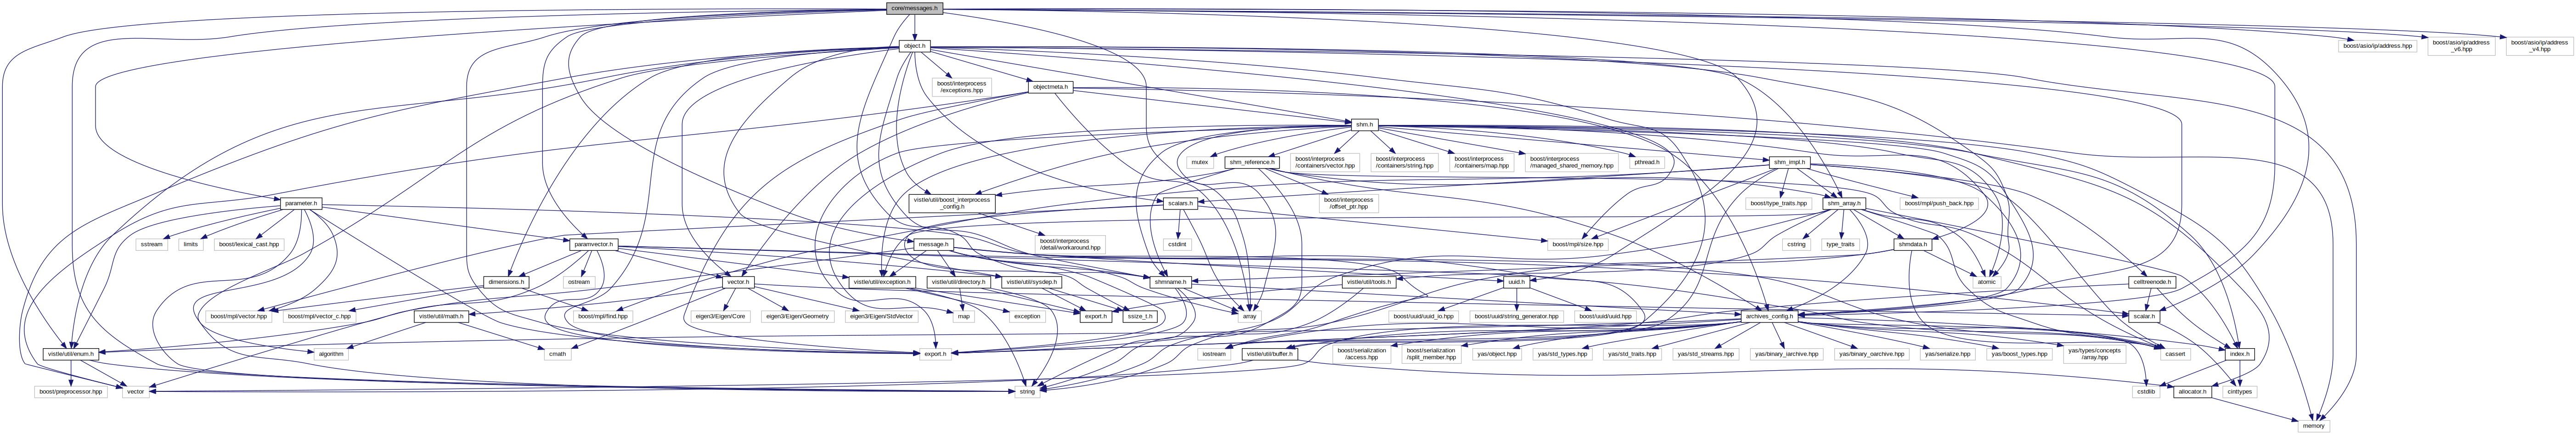 core/messages.h
object.h
boost/asio/ip/address.hpp
boost/asio/ip/address
_v6.hpp
boost/asio/ip/address
_v4.hpp
boost/interprocess
/exceptions.hpp
objectmeta.h
shm.h
mutex
shm_reference.h
boost/interprocess
/containers/vector.hpp
boost/interprocess
/containers/string.hpp
boost/interprocess
/containers/map.hpp
boost/interprocess
/managed_shared_memory.hpp
pthread.h
shm_impl.h
parameter.h
vistle/util/boost_interprocess
_config.h
scalars.h
boost/interprocess
/offset_ptr.hpp
boost/type_traits.hpp
shm_array.h
boost/mpl/push_back.hpp
sstream
limits
boost/lexical_cast.hpp
paramvector.h
message.h
boost/interprocess
/detail/workaround.hpp
cstdint
boost/mpl/size.hpp
cstring
type_traits
shmdata.h
dimensions.h
ostream
vector.h
vistle/util/exception.h
vistle/util/directory.h
vistle/util/sysdep.h
shmname.h
vistle/util/tools.h
uuid.h
atomic
celltreenode.h
boost/mpl/vector.hpp
boost/mpl/vector_c.hpp
vistle/util/math.h
boost/mpl/find.hpp
eigen3/Eigen/Core
eigen3/Eigen/Geometry
eigen3/Eigen/StdVector
map
exception
export.h
ssize_t.h
array
boost/uuid/uuid_io.hpp
boost/uuid/string_generator.hpp
boost/uuid/uuid.hpp
archives_config.h
scalar.h
vistle/util/enum.h
algorithm
cmath
export.h
iostream
vistle/util/buffer.h
boost/serialization
/access.hpp
boost/serialization
/split_member.hpp
yas/object.hpp
yas/std_types.hpp
yas/std_traits.hpp
yas/std_streams.hpp
yas/binary_iarchive.hpp
yas/binary_oarchive.hpp
yas/serialize.hpp
yas/boost_types.hpp
yas/types/concepts
/array.hpp
cassert
index.h
boost/preprocessor.hpp
vector
string
cstdlib
allocator.h
cinttypes
memory